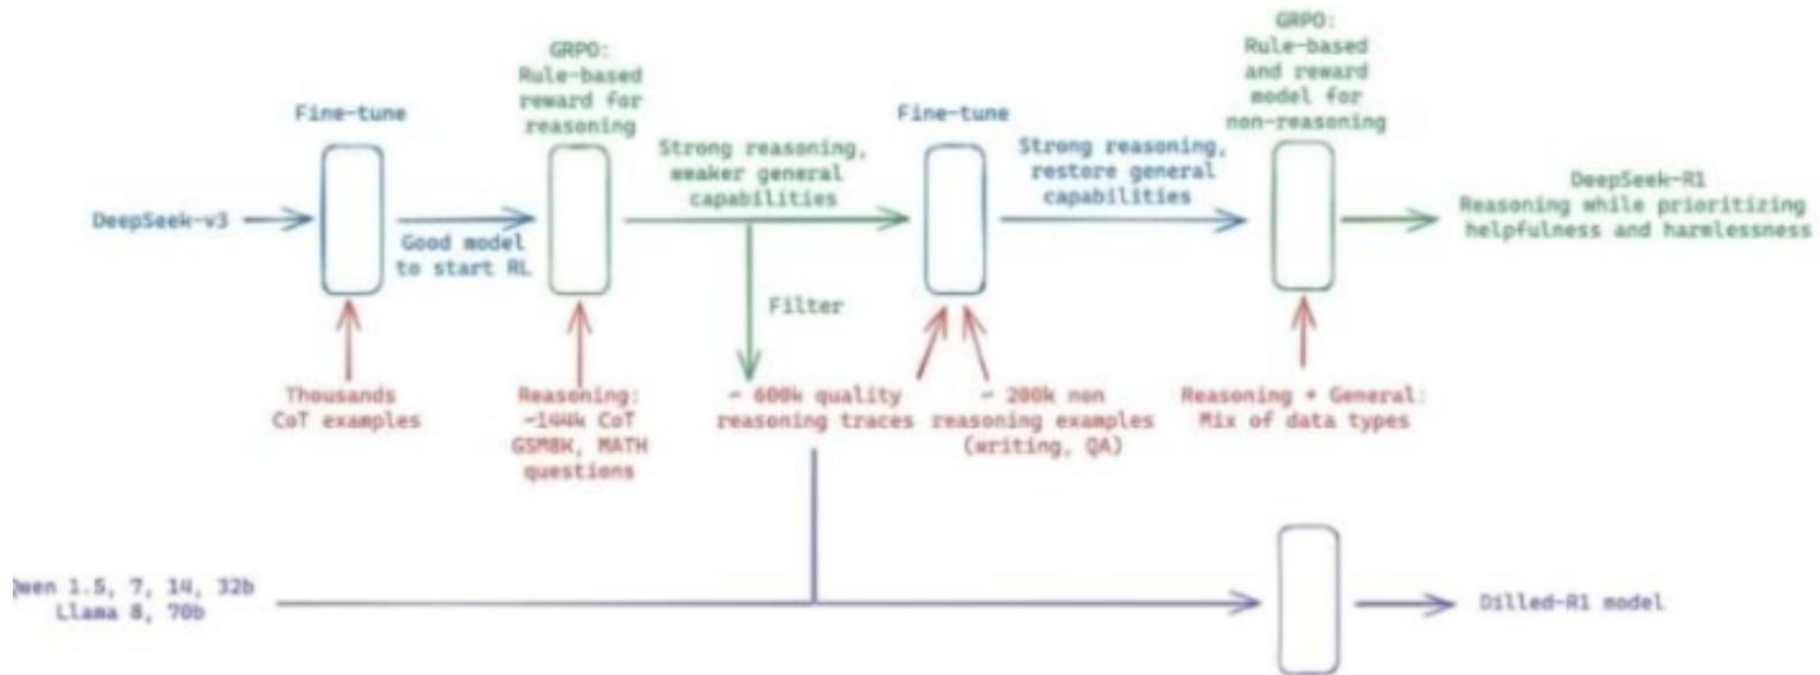 GRPO:
Rule-based
and reward
model for
non-reasoning
GRPO:
Rule-based
reward for
reasoning
Fine-tune
Fine-tune
Strong reasoning,
weaker general
capabilities
Strong reasoning,
restore general
capabilities
DeepSeek-v3
Good model
to start RL
DeepSeek-R1
Reasoning while prioritizing
helpfulness and harmlessness
Filter
Thousands
CoT examples
Reasoning:
~144k CoT
GSM8K, MATH
questions
~ 600k quality
reasoning traces
~ 200k non
reasoning examples
(writing, QA)
Reasoning + General:
Mix of data types
Qwen 1.5, 7, 14, 32b
Llama 8, 70b
Dilled-R1 model